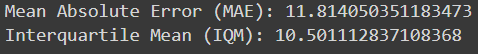 Mean Absolute Error (MAE): 11.814050351183473
Interquartile Mean (IQM): 10.501112837108368